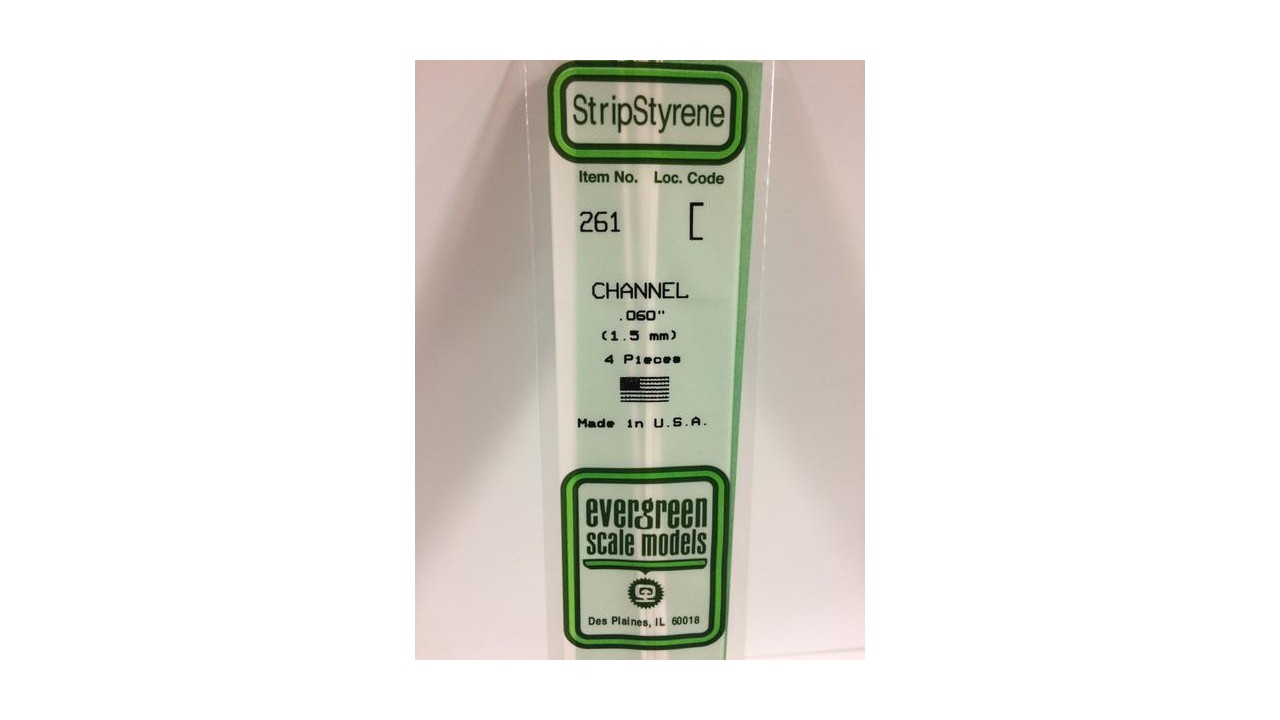 StripStyrene
Item No. Loc. Code
261
CHANNEL
.060"
(1.5 mm)
4 Pieces
Made in U.S.A.
evergreen
scale models
Des Plaines, IL 60018